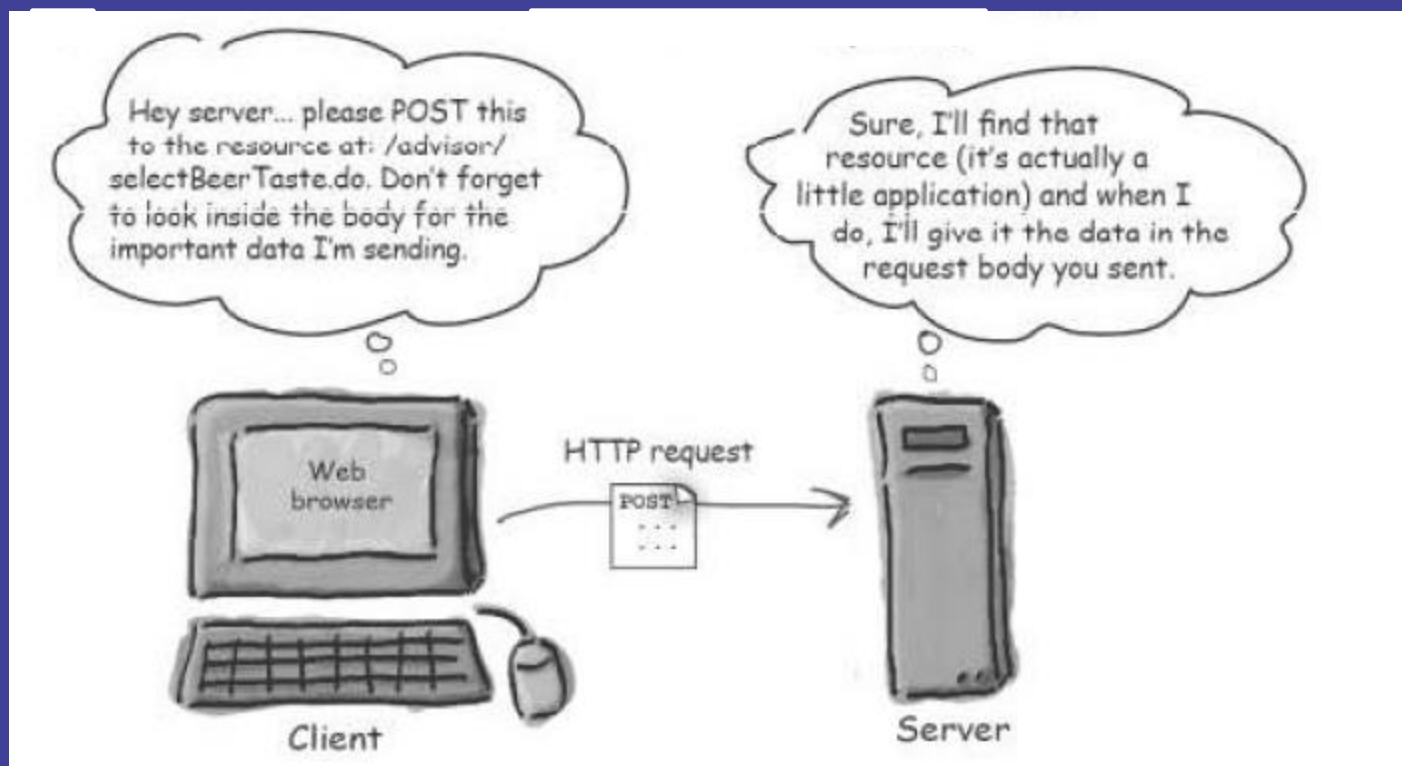 Hey server... please POST this
to the resource at: /advisor/
selectBeerTaste.do. Don't forget
to look inside the body for the
important data I'm sending.
Sure, I'll find that
resource (it's actually a
little application) and when I
do, I'll give it the data in the
request body you sent.
HTTP request
POST
Web
browser
Client
Server